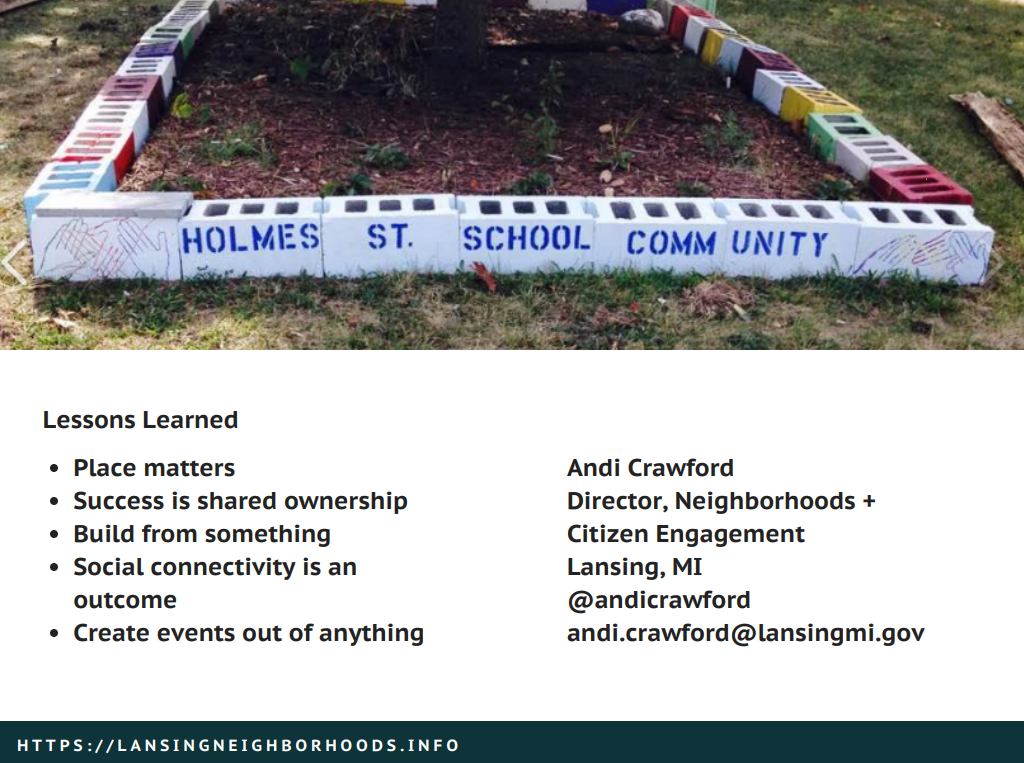 HOLMES ST. SCHOOL COMMUNITY
Lessons Learned
• Place matters
• Success is shared ownership
• Build from something
• Social connectivity is an
outcome
• Create events out of anything
Andi Crawford
Director, Neighborhoods +
Citizen Engagement
Lansing, MI
@andicrawford
andi.crawford@lansingmi.gov
HTTPS://LANSINGNEIGHBORHOODS.INFO